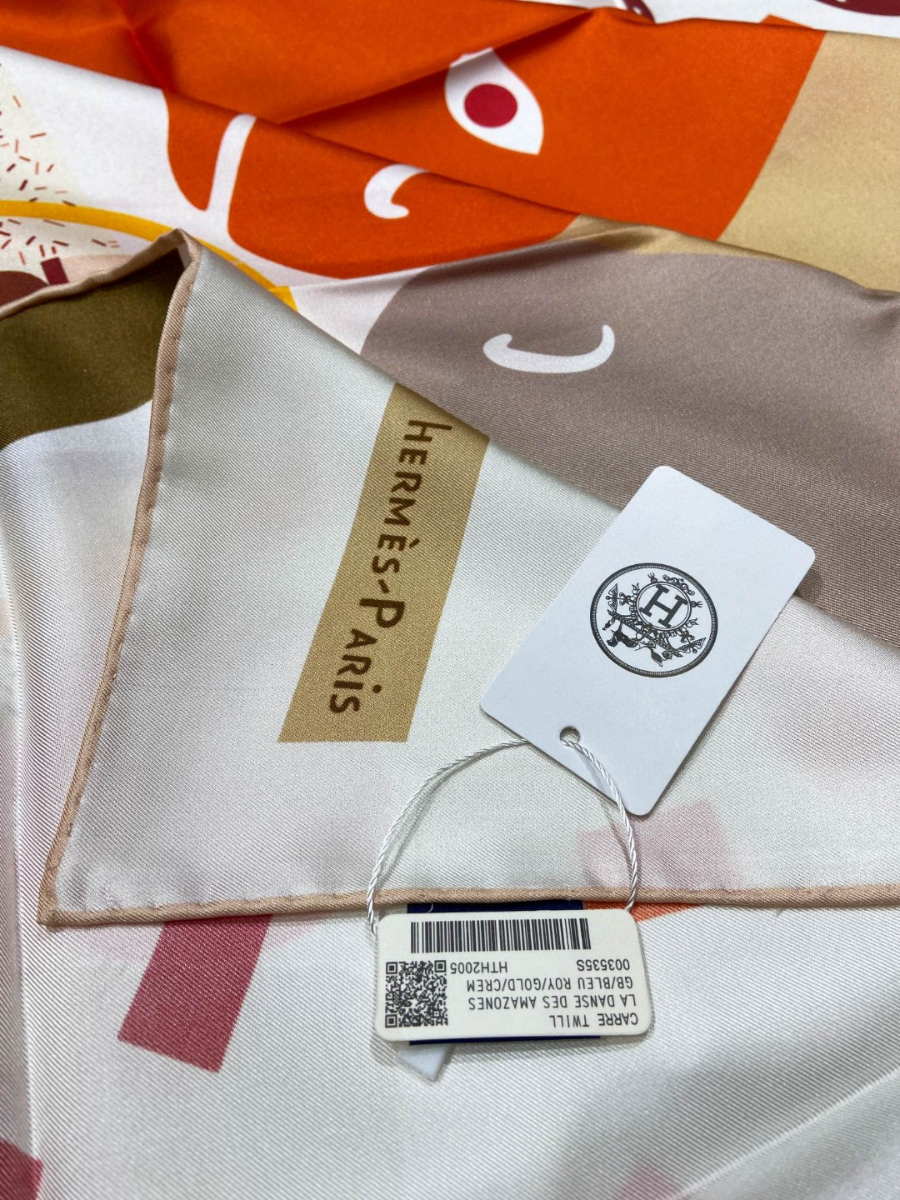 HERMÈS-PARIS
H
CARRE TWILL
LA DANSE DES AMAZONES
GB/BLEU ROY/GOLD/CREM
003535S HTH2005